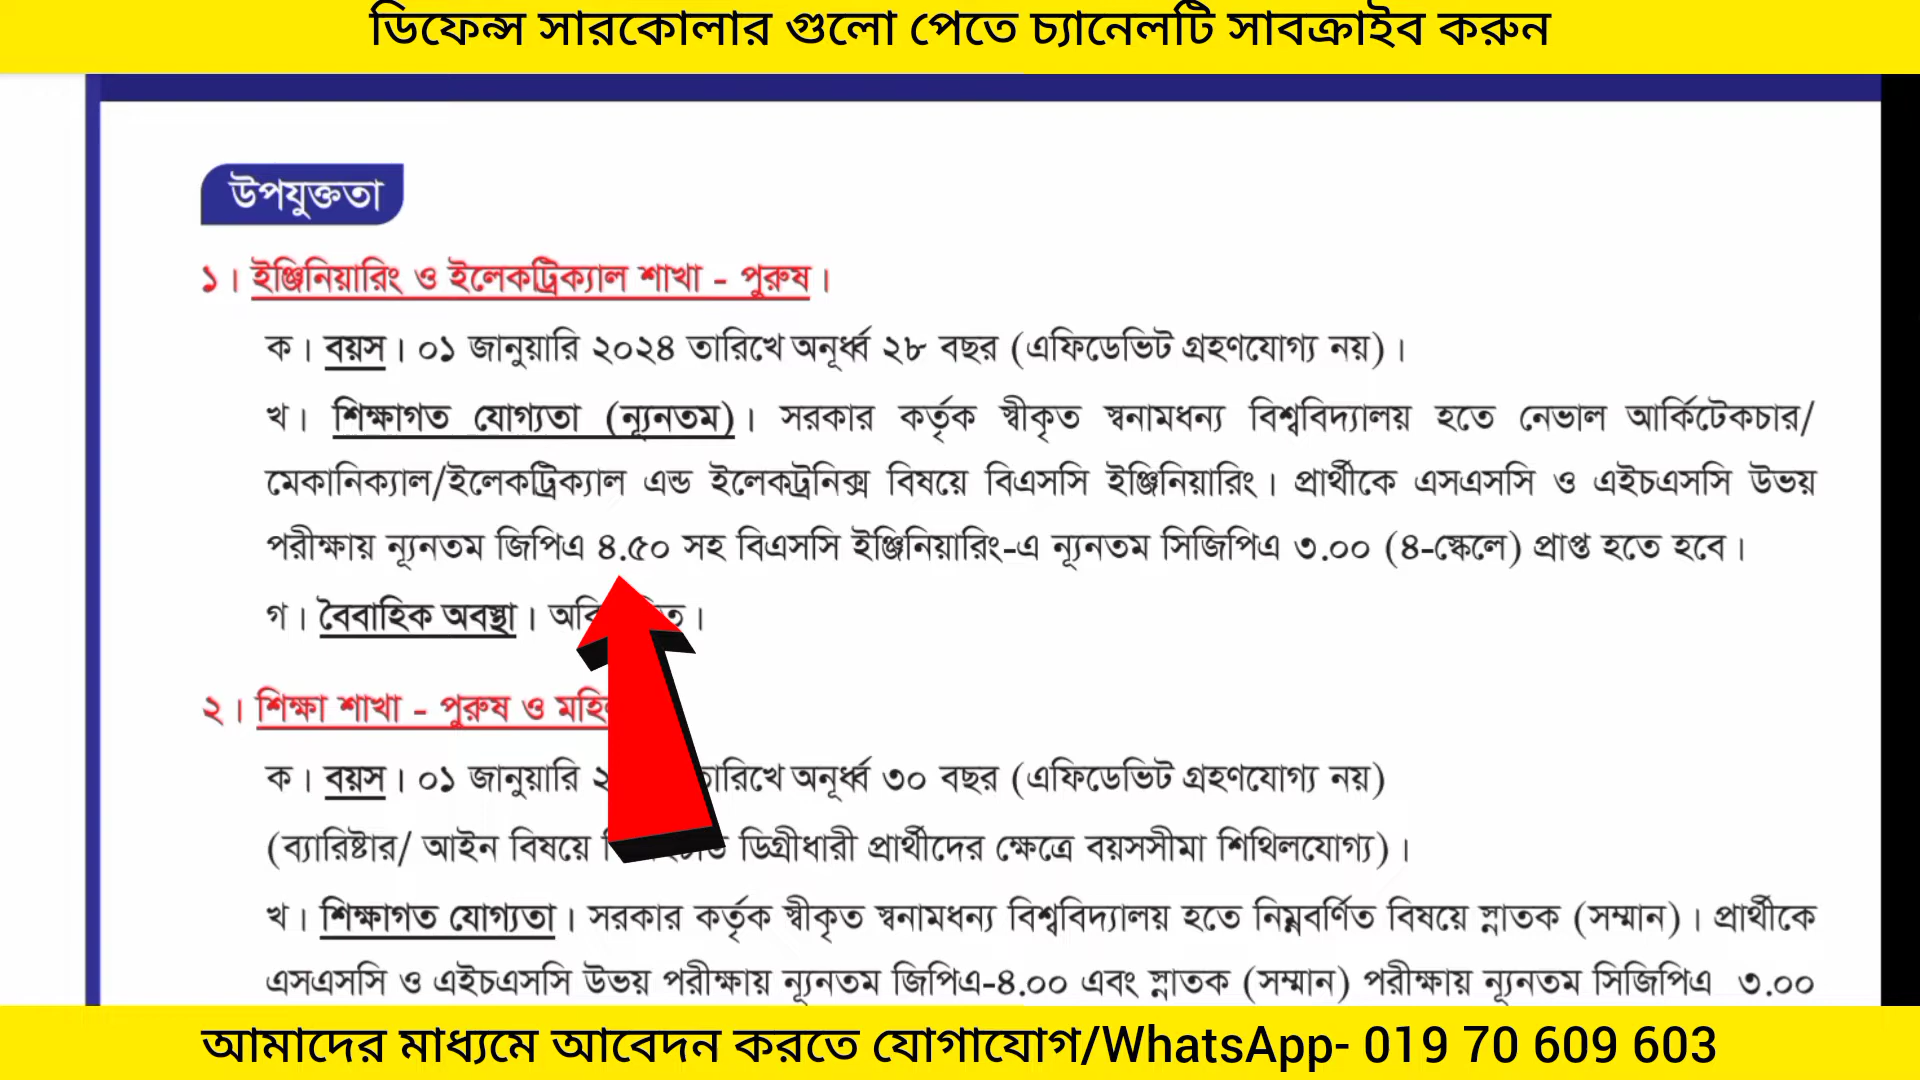 ডিফেন্স সারকোলার গুলো পেতে চ্যানেলটি সাবক্রাইব করুন
উপযুক্ততা
১। ইঞ্জিনিয়ারিং ও ইলেকট্রিক্যাল শাখা - পুরুষ।
ক। বয়স। ০১ জানুয়ারি ২০২৪ তারিখে অনূর্ধ্ব ২৮ বছর (এফিডেভিট গ্রহণযোগ্য নয়)।
খ। শিক্ষাগত যোগ্যতা (ন্যূনতম)। সরকার কর্তৃক স্বীকৃত স্বনামধন্য বিশ্ববিদ্যালয় হতে নেভাল আর্কিটেকচার/
মেকানিক্যাল/ইলেকট্রিক্যাল এন্ড ইলেকট্রনিক্স বিষয়ে বিএসসি ইঞ্জিনিয়ারিং। প্রার্থীকে এসএসসি ও এইচএসসি উভয়
পরীক্ষায় ন্যূনতম জিপিএ ৪.৫০ সহ বিএসসি ইঞ্জিনিয়ারিং-এ ন্যূনতম সিজিপিএ ৩.০০ (৪-স্কেলে) প্রাপ্ত হতে হবে।
গ। বৈবাহিক অবস্থা।
২। শিক্ষা শাখা - পুরুষ ও
ক। বয়স। ০১ জানুয়ারি তারিখে অনূর্ধ্ব ৩০ বছর (এফিডেভিট গ্রহণযোগ্য নয়)
(ব্যারিষ্টার/ আইন বিষয়ে ডিগ্রীধারী প্রার্থীদের ক্ষেত্রে বয়সসীমা শিথিলযোগ্য)।
খ। শিক্ষাগত যোগ্যতা। সরকার কর্তৃক স্বীকৃত স্বনামধন্য বিশ্ববিদ্যালয় হতে নিম্নবর্ণিত বিষয়ে স্নাতক (সম্মান)। প্রার্থীকে
এসএসসি ও এইচএসসি উভয় পরীক্ষায় ন্যূনতম জিপিএ-৪.০০ এবং স্নাতক (সম্মান) পরীক্ষায় ন্যূনতম সিজিপিএ ৩.০০
আমাদের মাধ্যমে আবেদন করতে যোগাযোগ/WhatsApp- 019 70 609 603